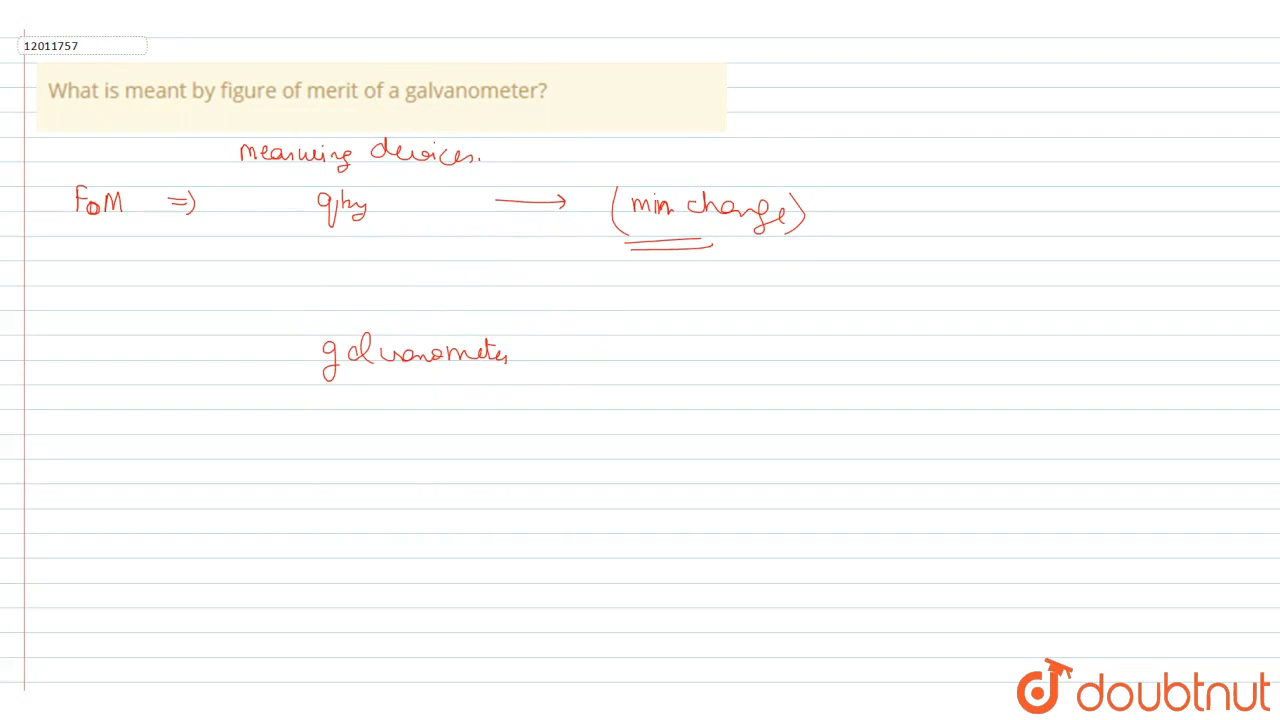 12011757
What is meant by figure of merit of a galvanometer?
measuring devices.
FOM ⇒ qty → (min change)
galvanometer
doubtnut